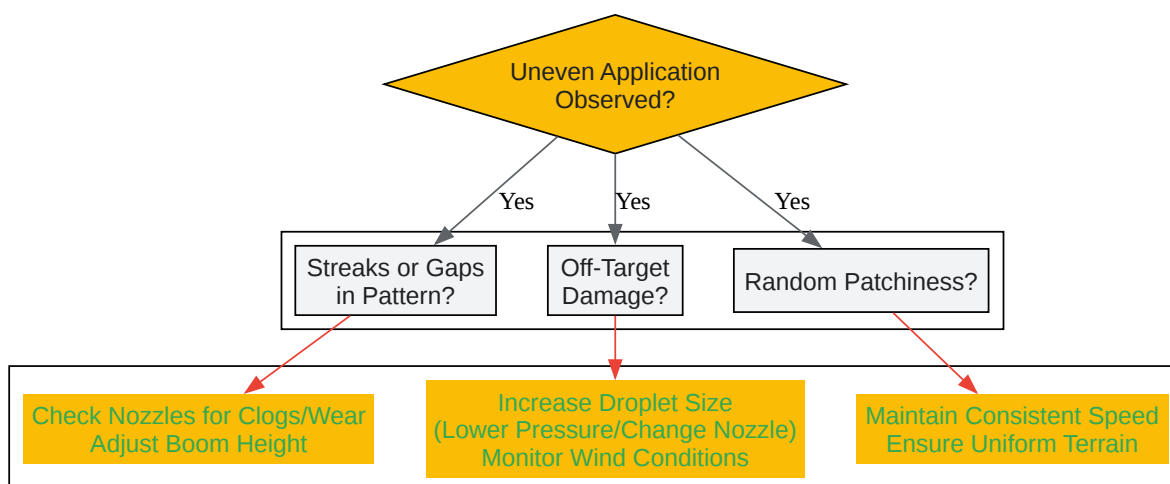 Uneven Application
Observed?
Yes
Yes
Yes
Streaks or Gaps
in Pattern?
Off-Target
Damage?
Random Patchiness?
Check Nozzles for Clogs/Wear
Adjust Boom Height
Increase Droplet Size
(Lower Pressure/Change Nozzle)
Monitor Wind Conditions
Maintain Consistent Speed
Ensure Uniform Terrain